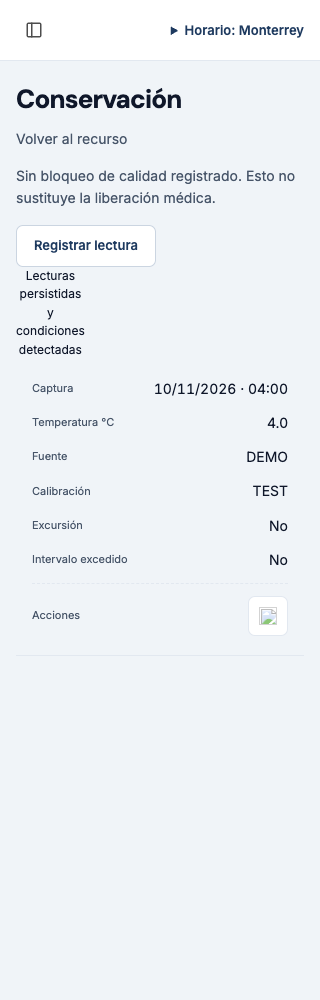 Horario: Monterrey
Conservación
Volver al recurso
Sin bloqueo de calidad registrado. Esto no
sustituye la liberación médica.
Registrar lectura
Lecturas
persistidas
y
condiciones
detectadas
Captura 10/11/2026 · 04:00
Temperatura °C 4.0
Fuente DEMO
Calibración TEST
Excursión No
Intervalo excedido No
Acciones